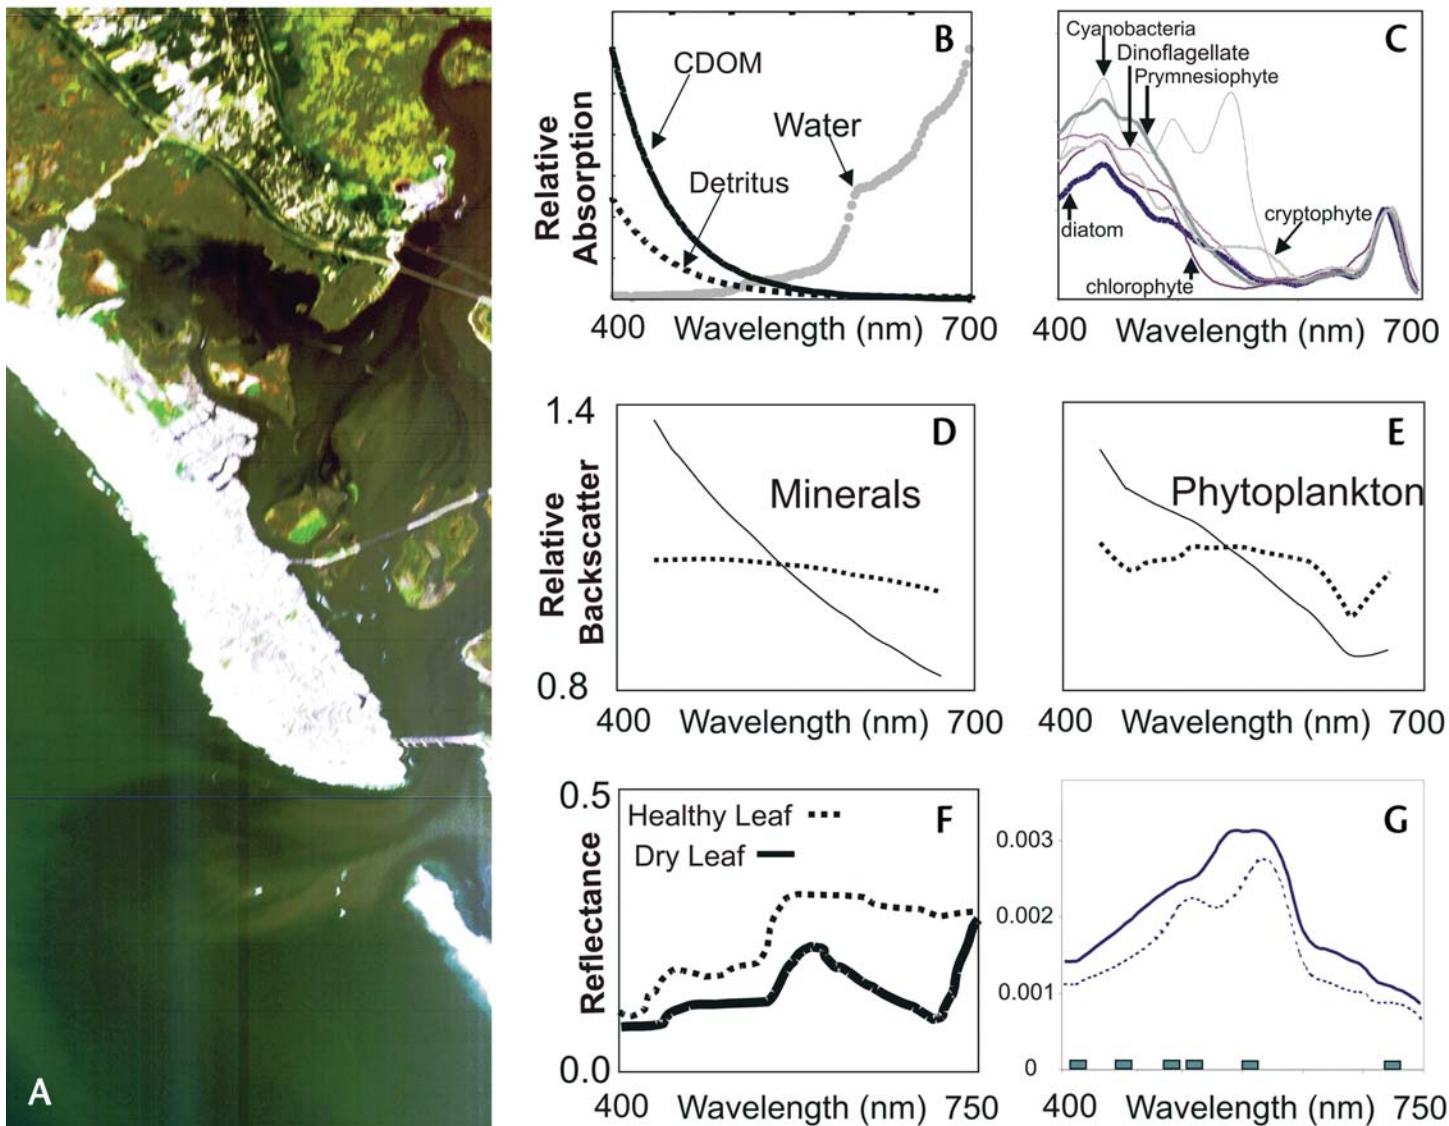 A
B
Relative
Absorption
CDOM
Water
Detritus
400 Wavelength (nm) 700
C
Cyanobacteria
Dinoflagellate
Prymnesiophyte
cryptophyte
diatom
chlorophyte
400 Wavelength (nm) 700
D
1.4
Relative
Backscatter
Minerals
0.8
400 Wavelength (nm) 700
E
Phytoplankton
400 Wavelength (nm) 700
F
0.5
Healthy Leaf
Dry Leaf
Reflectance
0.0
400 Wavelength (nm) 750
G
0.003
0.002
0.001
0
400 Wavelength (nm) 750